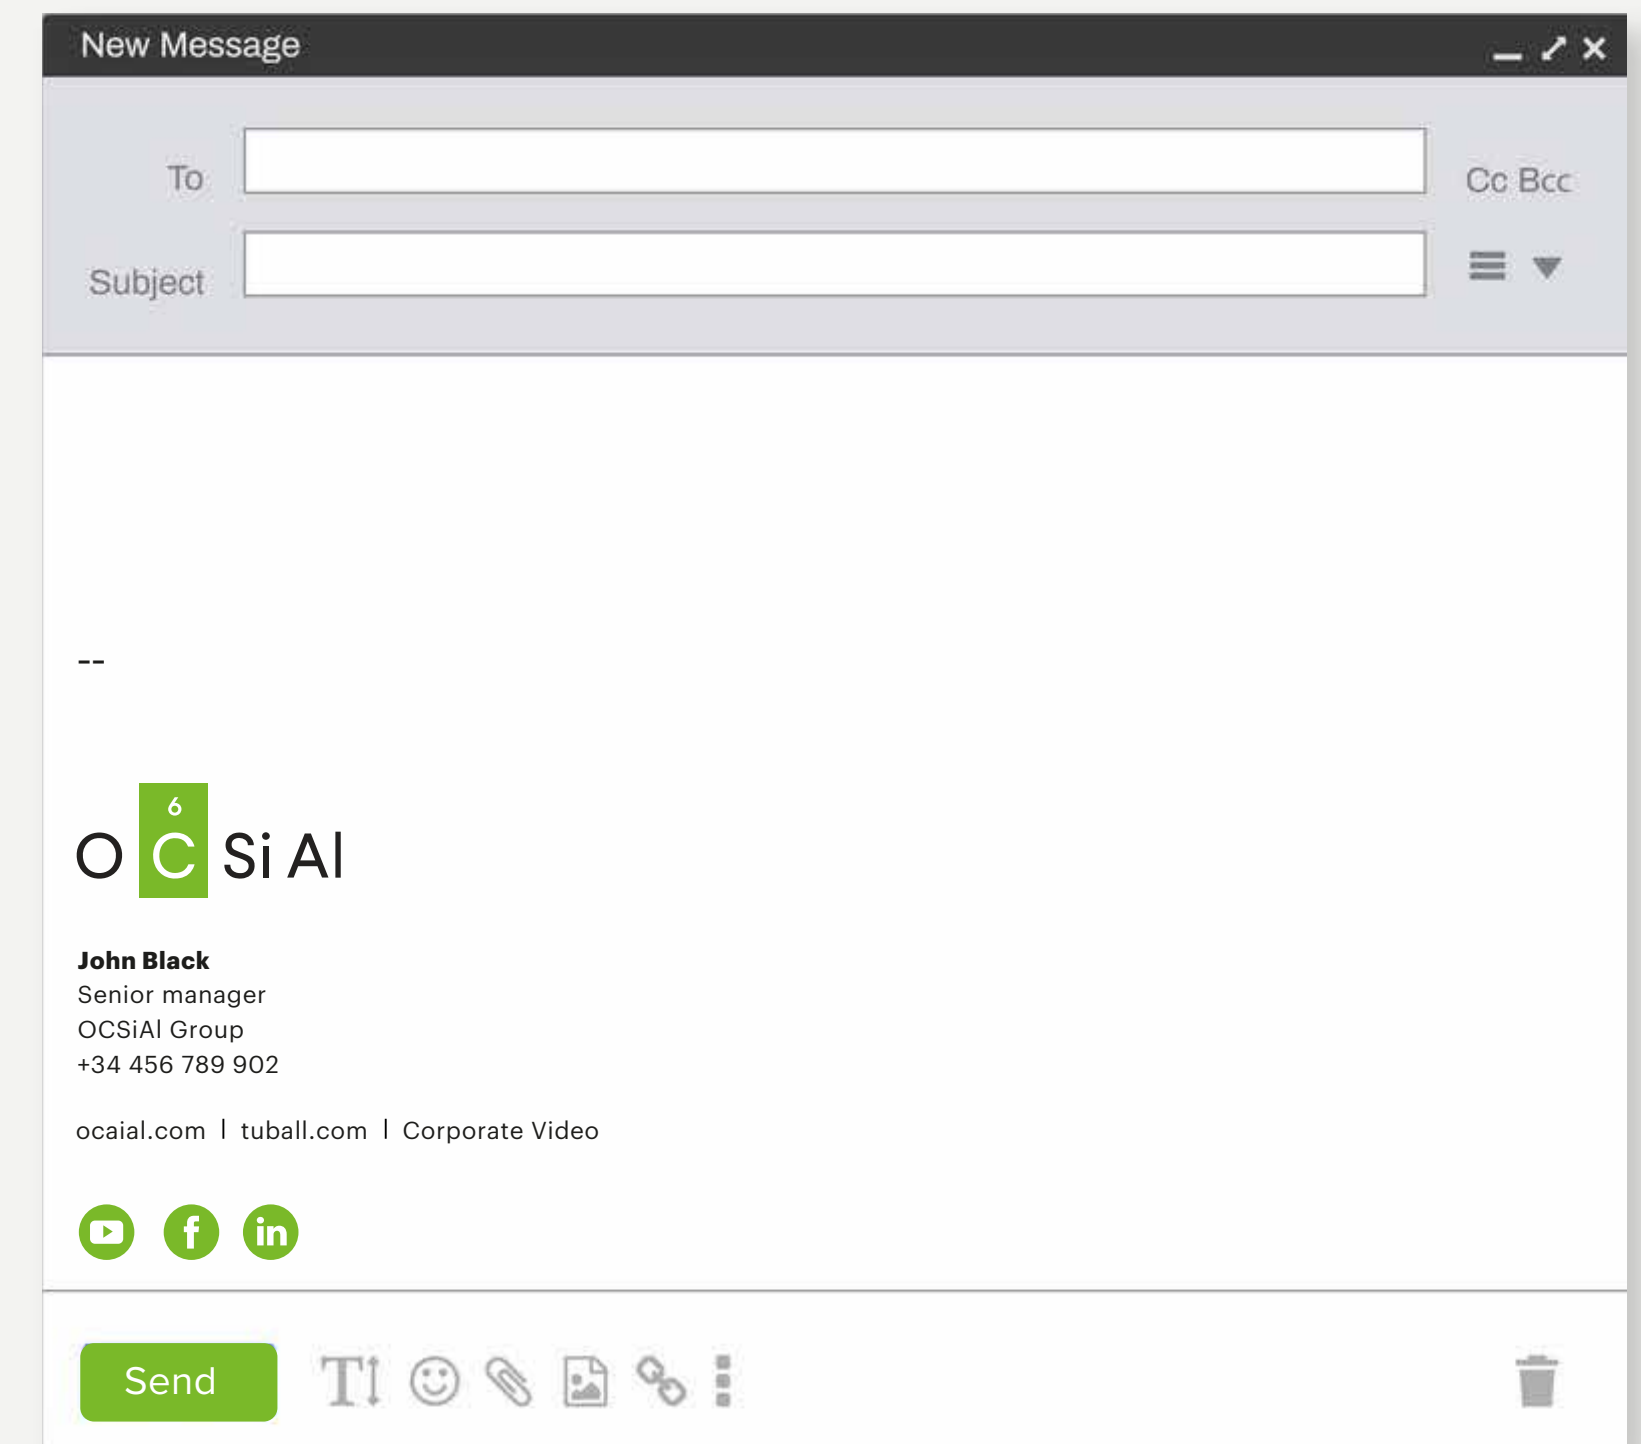 New Message
To
Cc Bcc
Subject
--
6
O C Si Al
John Black
Senior manager
OCSiAl Group
+34 456 789 902
ocaial.com | tuball.com | Corporate Video
f in
Send T